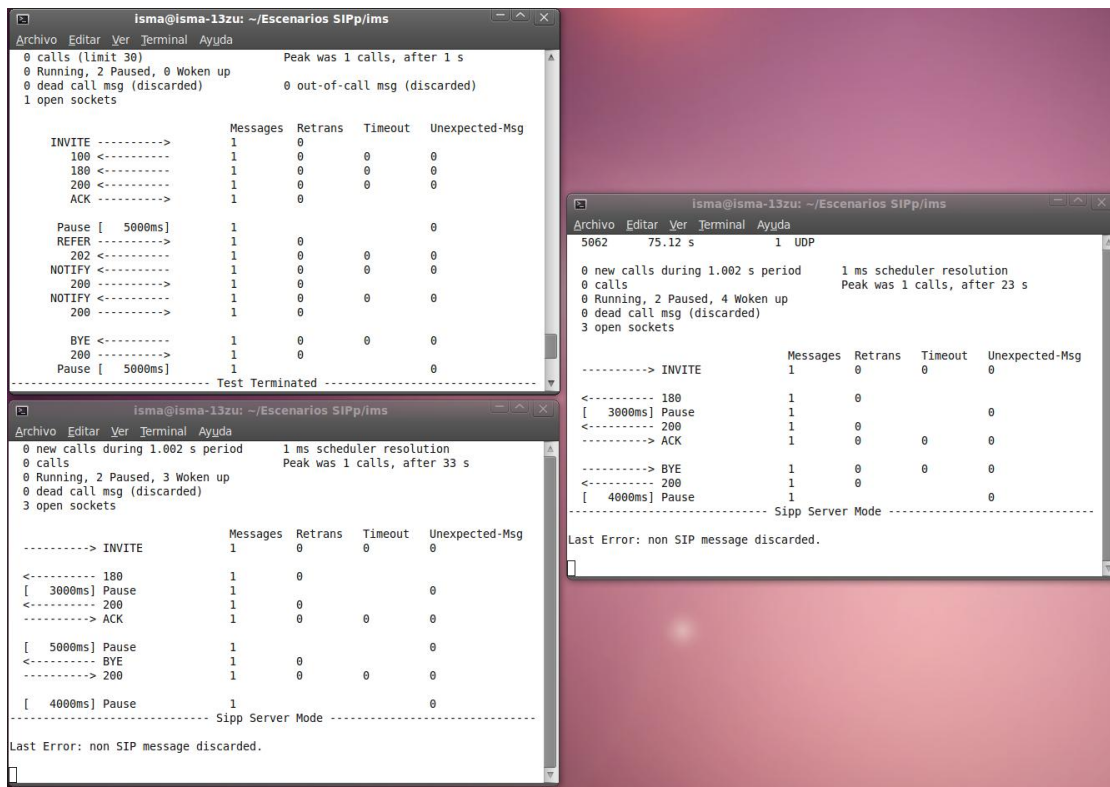 isma@isma-13zu: ~/Escenarios SIPp/ims
Archivo Editar Ver Terminal Ayuda
0 calls (limit 30) Peak was 1 calls, after 1 s
0 Running, 2 Paused, 0 Woken up
0 dead call msg (discarded) 0 out-of-call msg (discarded)
1 open sockets
Messages Retrans Timeout Unexpected-Msg
INVITE ----------> 1 0
100 <---------- 1 0 0 0
180 <---------- 1 0 0 0
200 <---------- 1 0 0 0
ACK ----------> 1 0
Pause [ 5000ms] 1 0
REFER ----------> 1 0
202 <---------- 1 0 0 0
NOTIFY <---------- 1 0 0 0
200 ----------> 1 0
NOTIFY <---------- 1 0 0 0
200 ----------> 1 0
BYE <---------- 1 0 0 0
200 ----------> 1 0
Pause [ 5000ms] 1 0
---------------------------- Test Terminated --------------------------------
isma@isma-13zu: ~/Escenarios SIPp/ims
Archivo Editar Ver Terminal Ayuda
0 new calls during 1.002 s period 1 ms scheduler resolution
0 calls Peak was 1 calls, after 33 s
0 Running, 2 Paused, 3 Woken up
0 dead call msg (discarded)
3 open sockets
Messages Retrans Timeout Unexpected-Msg
----------> INVITE 1 0 0 0
<---------- 180 1 0
[ 3000ms] Pause 1 0
<---------- 200 1 0
----------> ACK 1 0 0 0
[ 5000ms] Pause 1 0
<---------- BYE 1 0
----------> 200 1 0 0 0
[ 4000ms] Pause 1 0
---------------------------- Sipp Server Mode -------------------------------
Last Error: non SIP message discarded.
isma@isma-13zu: ~/Escenarios SIPp/ims
Archivo Editar Ver Terminal Ayuda
5062 75.12 s 1 UDP
0 new calls during 1.002 s period 1 ms scheduler resolution
0 calls Peak was 1 calls, after 23 s
0 Running, 2 Paused, 4 Woken up
0 dead call msg (discarded)
3 open sockets
Messages Retrans Timeout Unexpected-Msg
----------> INVITE 1 0 0 0
<---------- 180 1 0
[ 3000ms] Pause 1 0
<---------- 200 1 0
----------> ACK 1 0 0 0
----------> BYE 1 0 0 0
<---------- 200 1 0
[ 4000ms] Pause 1 0
---------------------------- Sipp Server Mode -------------------------------
Last Error: non SIP message discarded.